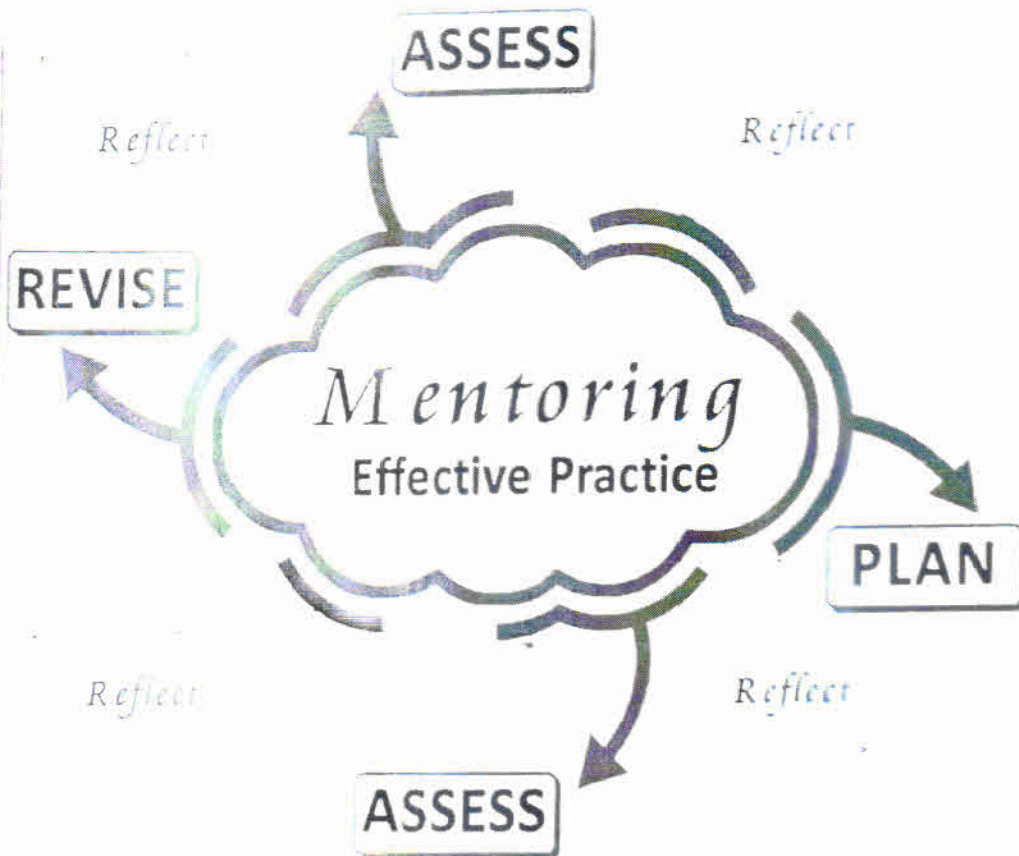 ASSESS
Reflect
Reflect
REVISE
Mentoring
Effective Practice
PLAN
Reflect
Reflect
ASSESS